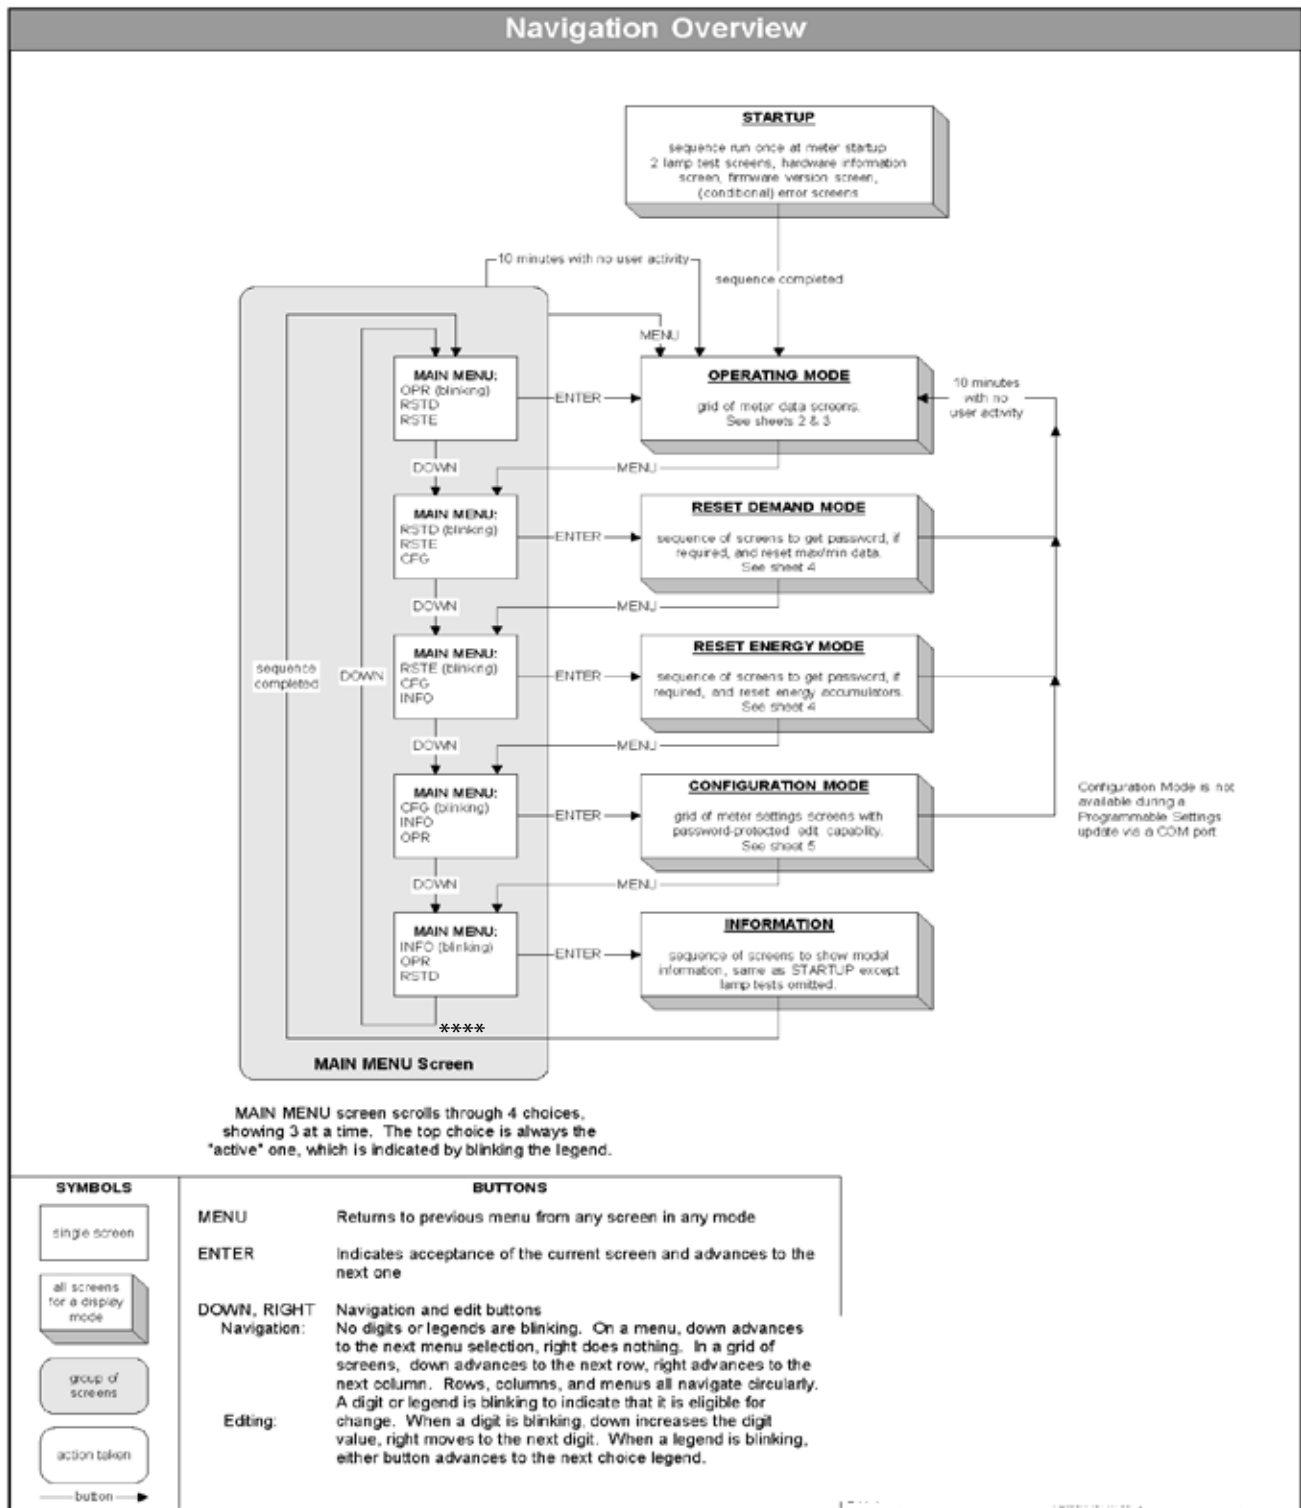 Navigation Overview
STARTUP
sequence run once at meter startup
2 lamp test screens, hardware information
screen, firmware version screen,
(conditional) error screens
10 minutes with no user activity
sequence completed
MENU
MAIN MENU:
OPR (blinking)
RSTD
RSTE
ENTER
OPERATING MODE
grid of meter data screens.
See sheets 2 & 3
10 minutes
with no
user activity
DOWN
MENU
MAIN MENU:
RSTD (blinking)
RSTE
CFG
ENTER
RESET DEMAND MODE
sequence of screens to get password, if
required, and reset max/min data.
See sheet 4
DOWN
MENU
sequence
completed
DOWN
MAIN MENU:
RSTE (blinking)
CFG
INFO
ENTER
RESET ENERGY MODE
sequence of screens to get password, if
required, and reset energy accumulators.
See sheet 4
DOWN
MENU
MAIN MENU:
CFG (blinking)
INFO
OPR
ENTER
CONFIGURATION MODE
grid of meter settings screens with
password-protected edit capability.
See sheet 5
Configuration Mode is not
available during a
Programmable Settings
update via a COM port
DOWN
MENU
MAIN MENU:
INFO (blinking)
OPR
RSTD
ENTER
INFORMATION
sequence of screens to show model
information, same as STARTUP except
lamp tests omitted.
****
MAIN MENU Screen
MAIN MENU screen scrolls through 4 choices,
showing 3 at a time. The top choice is always the
"active" one, which is indicated by blinking the legend.
SYMBOLS
single screen
all screens
for a display
mode
group of
screens
action taken
button
BUTTONS
MENU Returns to previous menu from any screen in any mode
ENTER Indicates acceptance of the current screen and advances to the
next one
DOWN, RIGHT Navigation and edit buttons
Navigation: No digits or legends are blinking. On a menu, down advances
to the next menu selection, right does nothing. In a grid of
screens, down advances to the next row, right advances to the
next column. Rows, columns, and menus all navigate circularly.
A digit or legend is blinking to indicate that it is eligible for
Editing: change. When a digit is blinking, down increases the digit
value, right moves to the next digit. When a legend is blinking,
either button advances to the next choice legend.